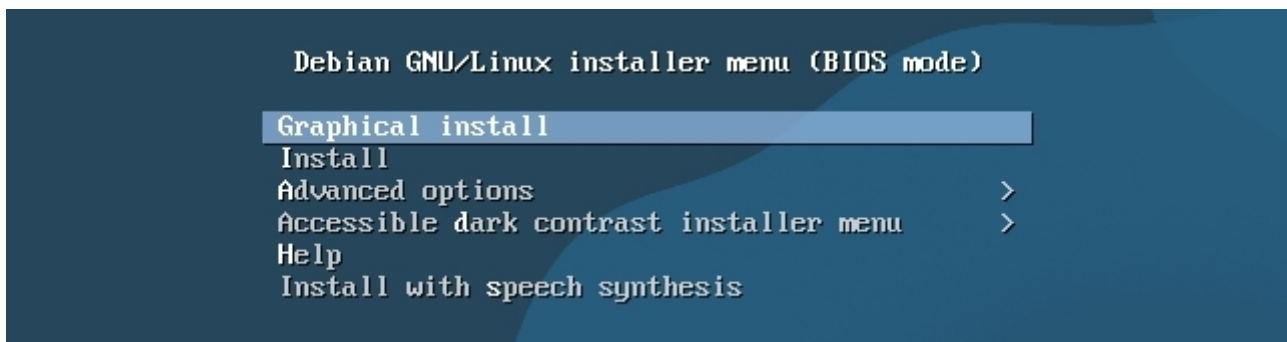 Debian GNU/Linux installer menu (BIOS mode)
Graphical install
Install
Advanced options >
Accessible dark contrast installer menu >
Help
Install with speech synthesis